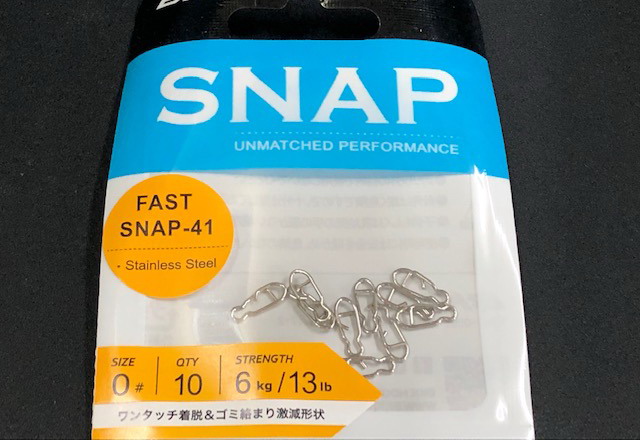 SNAP
UNMATCHED PERFORMANCE
FAST
SNAP-41
・Stainless Steel
SIZE QTY STRENGTH
0# 10 6kg/13lb
ワンタッチ着脱&ゴミ絡まり激減形状